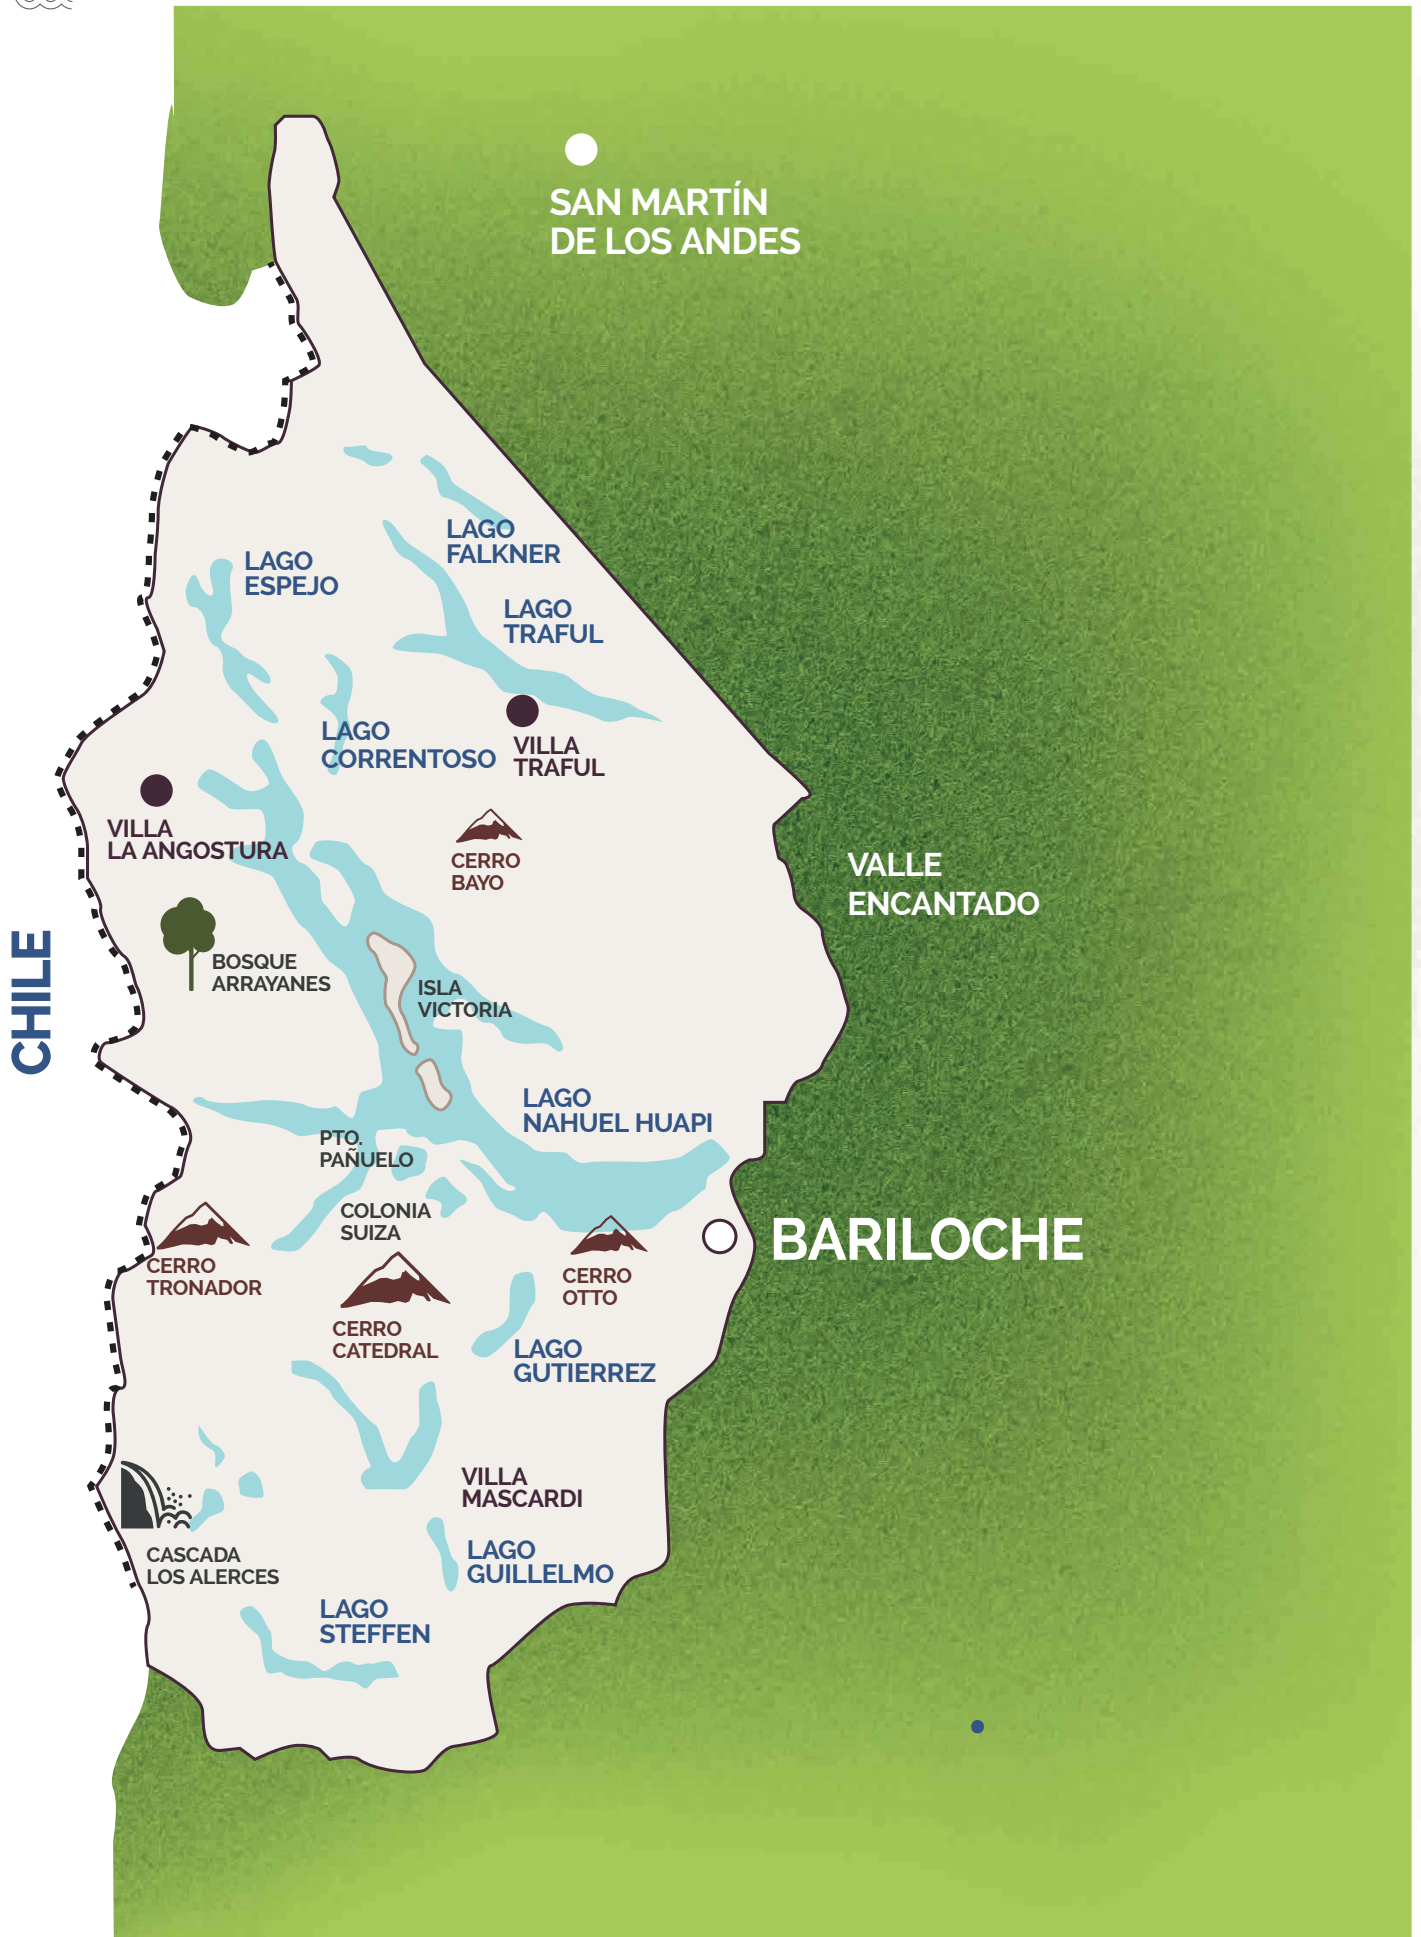 SAN MARTÍN
DE LOS ANDES
LAGO
FALKNER
LAGO
ESPEJO
LAGO
TRAFUL
LAGO
CORRENTOSO
VILLA
TRAFUL
VILLA
LA ANGOSTURA
CERRO
BAYO
VALLE
ENCANTADO
CHILE
BOSQUE
ARRAYANES
ISLA
VICTORIA
LAGO
NAHUEL HUAPI
PTO.
PAÑUELO
COLONIA
SUIZA
BARILOCHE
CERRO
TRONADOR
CERRO
OTTO
CERRO
CATEDRAL
LAGO
GUTIERREZ
VILLA
MASCARDI
CASCADA
LOS ALERCES
LAGO
GUILLELMO
LAGO
STEFFEN